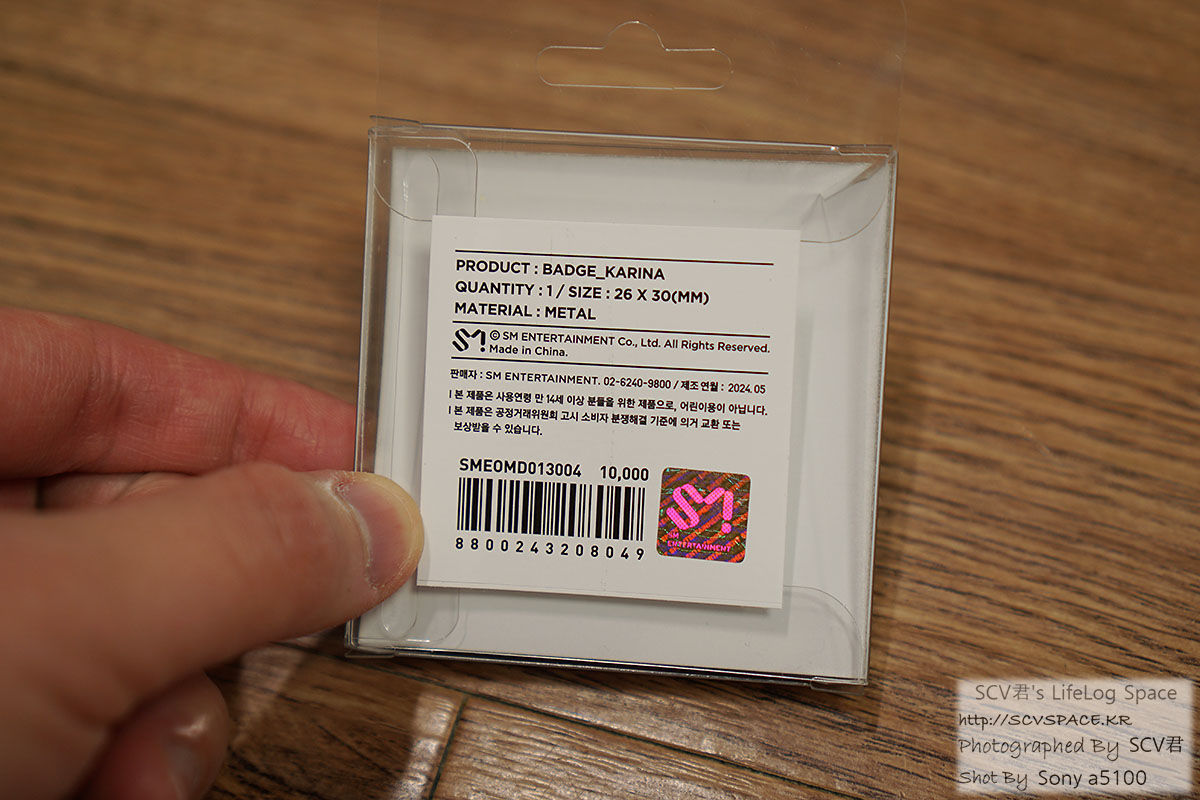 PRODUCT : BADGE_KARINA
QUANTITY : 1 / SIZE : 26 X 30(MM)
MATERIAL : METAL
SM! © SM ENTERTAINMENT Co., Ltd. All Rights Reserved.
Made in China.
판매자 : SM ENTERTAINMENT. 02-6240-9800 / 제조 연월 : 2024. 05
l 본 제품은 사용연령 만 14세 이상 분들을 위한 제품으로, 어린이용이 아닙니다.
l 본 제품은 공정거래위원회 고시 소비자 분쟁해결 기준에 의거 교환 또는
보상받을 수 있습니다.
SMEOMD013004 10,000
8800243208049
SM!
SM
ENTERTAINMENT
SCV君's LifeLog Space
http://SCVSPACE.KR
Photographed By SCV君
Shot By Sony a5100